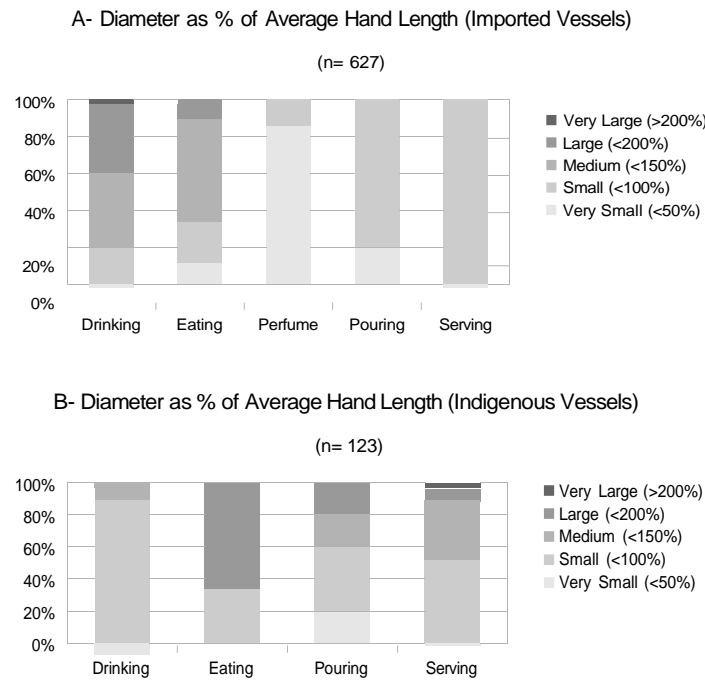 A- Diameter as % of Average Hand Length (Imported Vessels)
(n= 627)
100%
80%
60%
40%
20%
0%
Drinking
Eating
Perfume
Pouring
Serving
Very Large (>200%)
Large (<200%)
Medium (<150%)
Small (<100%)
Very Small (<50%)
B- Diameter as % of Average Hand Length (Indigenous Vessels)
(n= 123)
100%
80%
60%
40%
20%
0%
Drinking
Eating
Pouring
Serving
Very Large (>200%)
Large (<200%)
Medium (<150%)
Small (<100%)
Very Small (<50%)